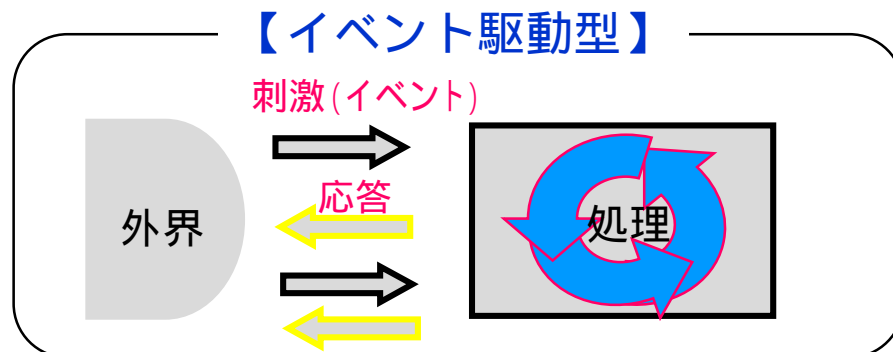 【イベント駆動型】
刺激(イベント)
応答
外界
処理